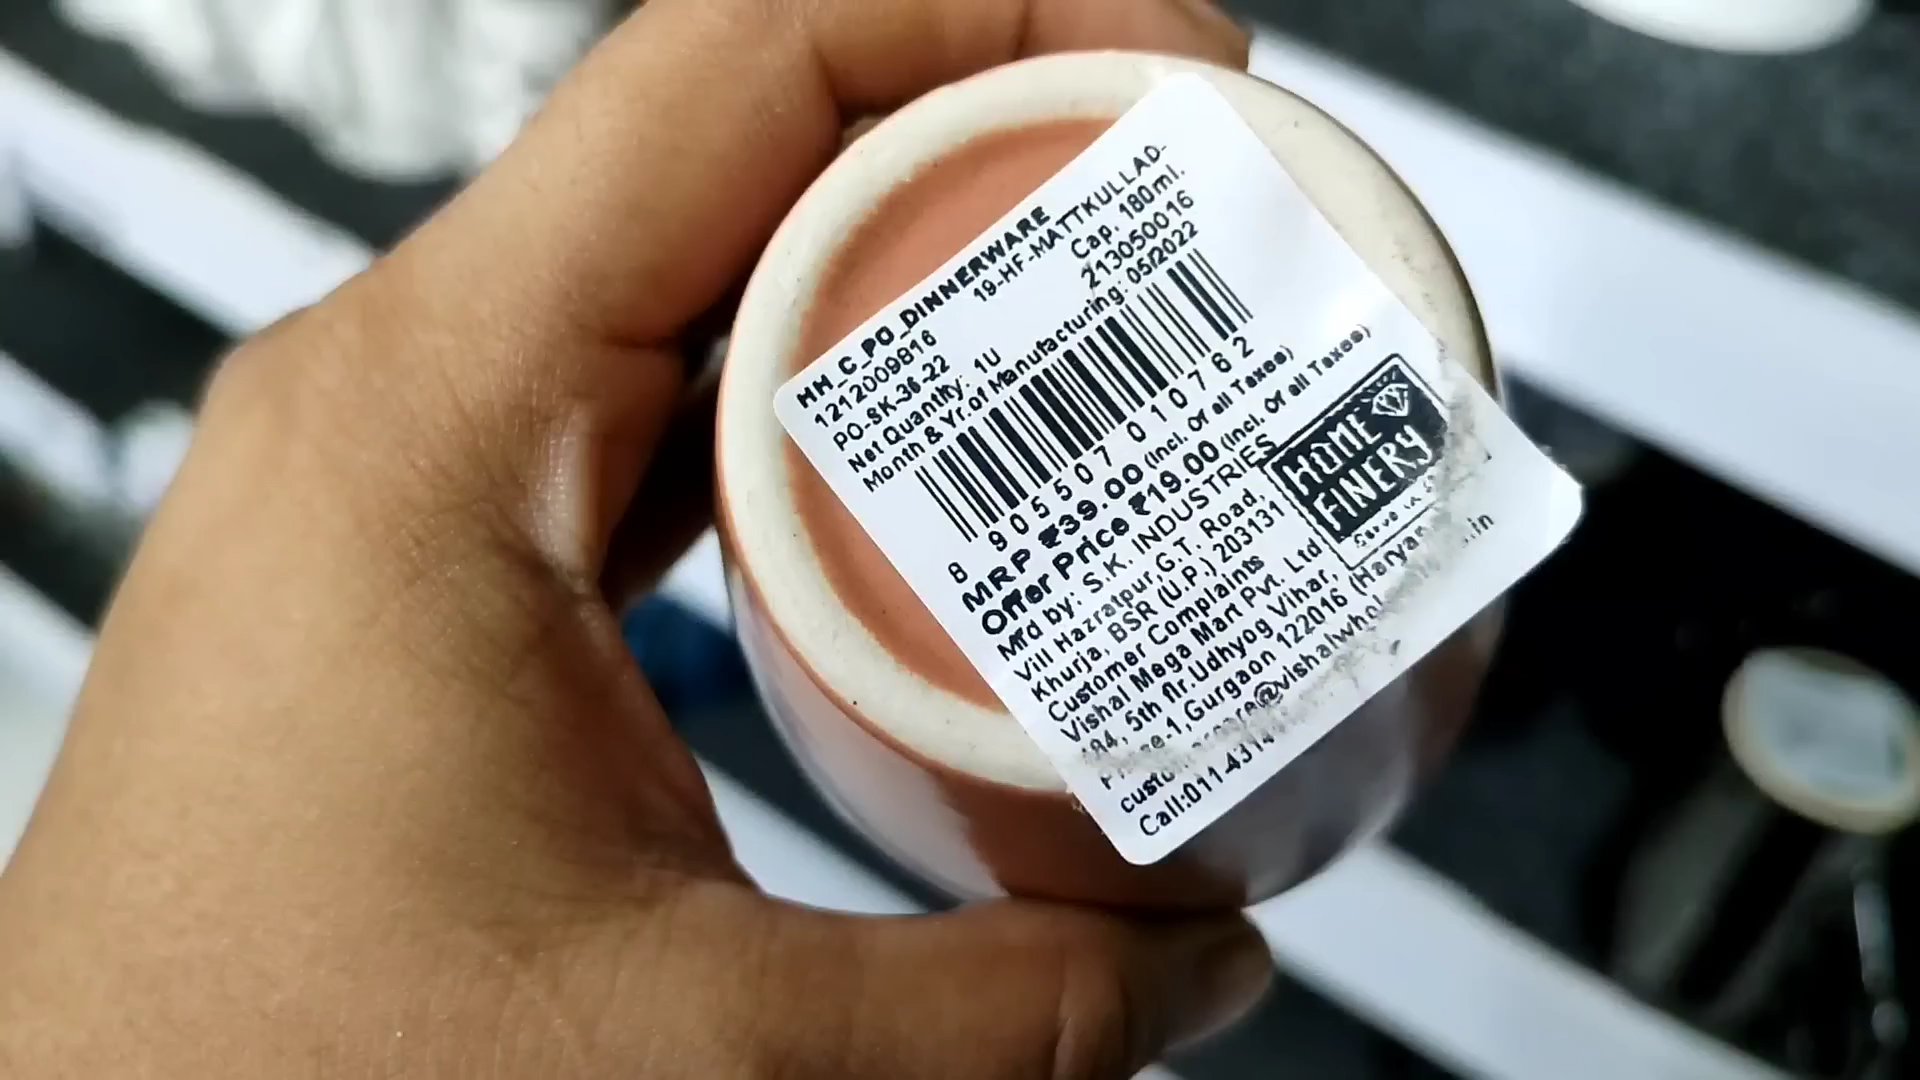 HH_C_PO_DINNERWARE
1212009816 19-HF-MATTKULLAD-
PO-SK-36-22 Cap. 180ml.
Net Quantity: 1U 213050016
Month & Yr.of Manufacturing: 05/2022
8 905507 010762
MRP ₹39.00 (Incl. Of all Taxes)
Offer Price ₹19.00 (Incl. Of all Taxes)
Mfd by: S.K. INDUSTRIES
Vill Hazratpur,G.T. Road,
Khurja, BSR (U.P.) 203131
HOME
FINERY
Customer Complaints
Vishal Mega Mart Pvt. Ltd
184, 5th flr.Udhyog Vihar,
-1,Gurgaon 122016
Call:011-4314